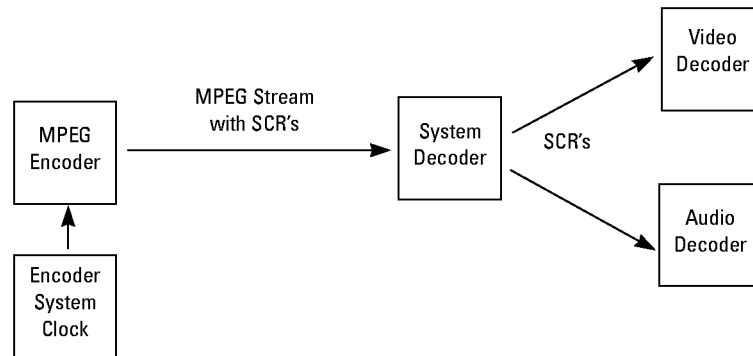 MPEG
Encoder
Encoder
System
Clock
MPEG Stream
with SCR's
System
Decoder
SCR's
Video
Decoder
Audio
Decoder